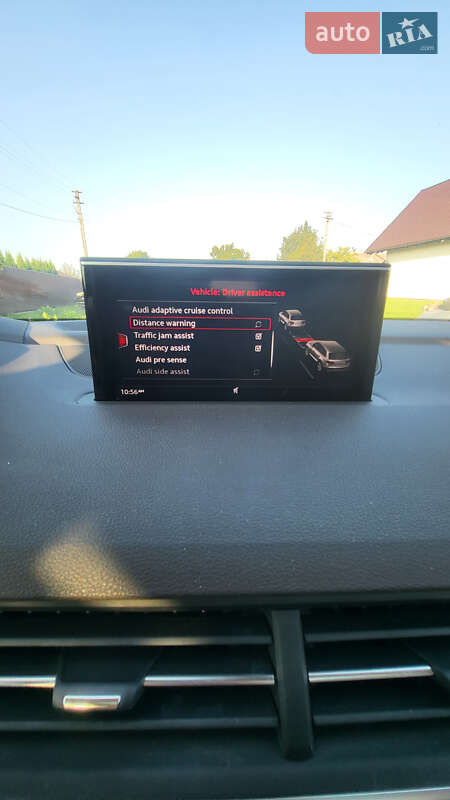 auto RIA
.com
Vehicle: Driver assistance
Audi adaptive cruise control
Distance warning
Traffic jam assist
Efficiency assist
Audi pre sense
Audi side assist
10:56AM